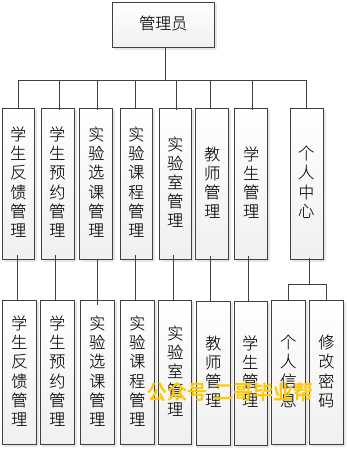 管理员
学生反馈管理
学生预约管理
实验选课管理
实验课程管理
实验室管理
教师管理
学生管理
个人中心
学生反馈管理
学生预约管理
实验选课管理
实验课程管理
实验室管理
教师管理
学生管理
个人信息
修改密码
公众号:二哥毕业帮